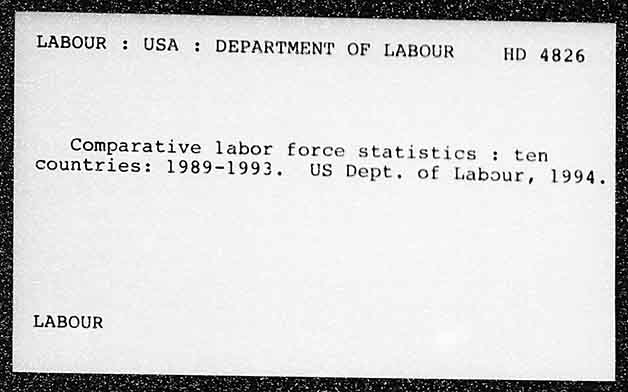 LABOUR : USA : DEPARTMENT OF LABOUR HD 4826
Comparative labor force statistics : ten
countries: 1989-1993. US Dept. of Labour, 1994.
LABOUR